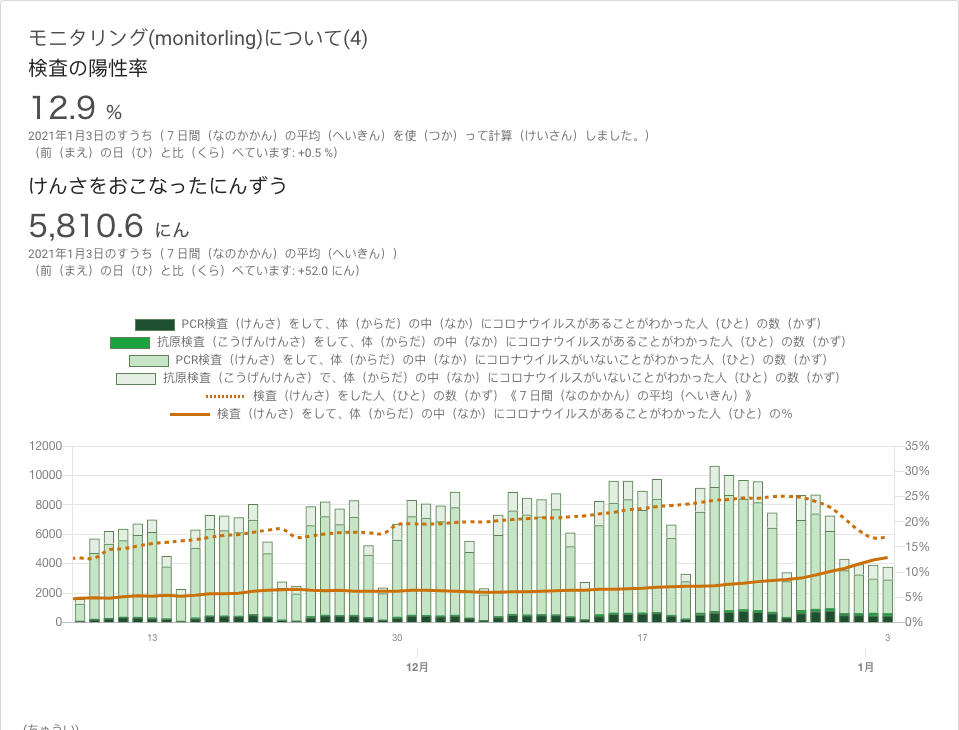 モニタリング(monitorling)について(4)
検査の陽性率
12.9 %
2021年1月3日のすうち（７日間（なのかかん）の平均（へいきん）を使（つか）って計算（けいさん）しました。）
（前（まえ）の日（ひ）と比（くら）べています: +0.5 %）
けんさをおこなったにんずう
5,810.6 にん
2021年1月3日のすうち（７日間（なのかかん）の平均（へいきん））
（前（まえ）の日（ひ）と比（くら）べています: +52.0 にん）
PCR検査（けんさ）をして、体（からだ）の中（なか）にコロナウイルスがあることがわかった人（ひと）の数（かず）
抗原検査（こうげんけんさ）をして、体（からだ）の中（なか）にコロナウイルスがあることがわかった人（ひと）の数（かず）
PCR検査（けんさ）をして、体（からだ）の中（なか）にコロナウイルスがいないことがわかった人（ひと）の数（かず）
抗原検査（こうげんけんさ）で、体（からだ）の中（なか）にコロナウイルスがいないことがわかった人（ひと）の数（かず）
検査（けんさ）をした人（ひと）の数（かず）《７日間（なのかかん）の平均（へいきん）》
検査（けんさ）をして、体（からだ）の中（なか）にコロナウイルスがあることがわかった人（ひと）の％
12000 35%
10000 30%
8000 25%
6000 20%
4000 15%
2000 10%
0 5%
0%
13 30 17 3
12月 1月
(ちゅうい)